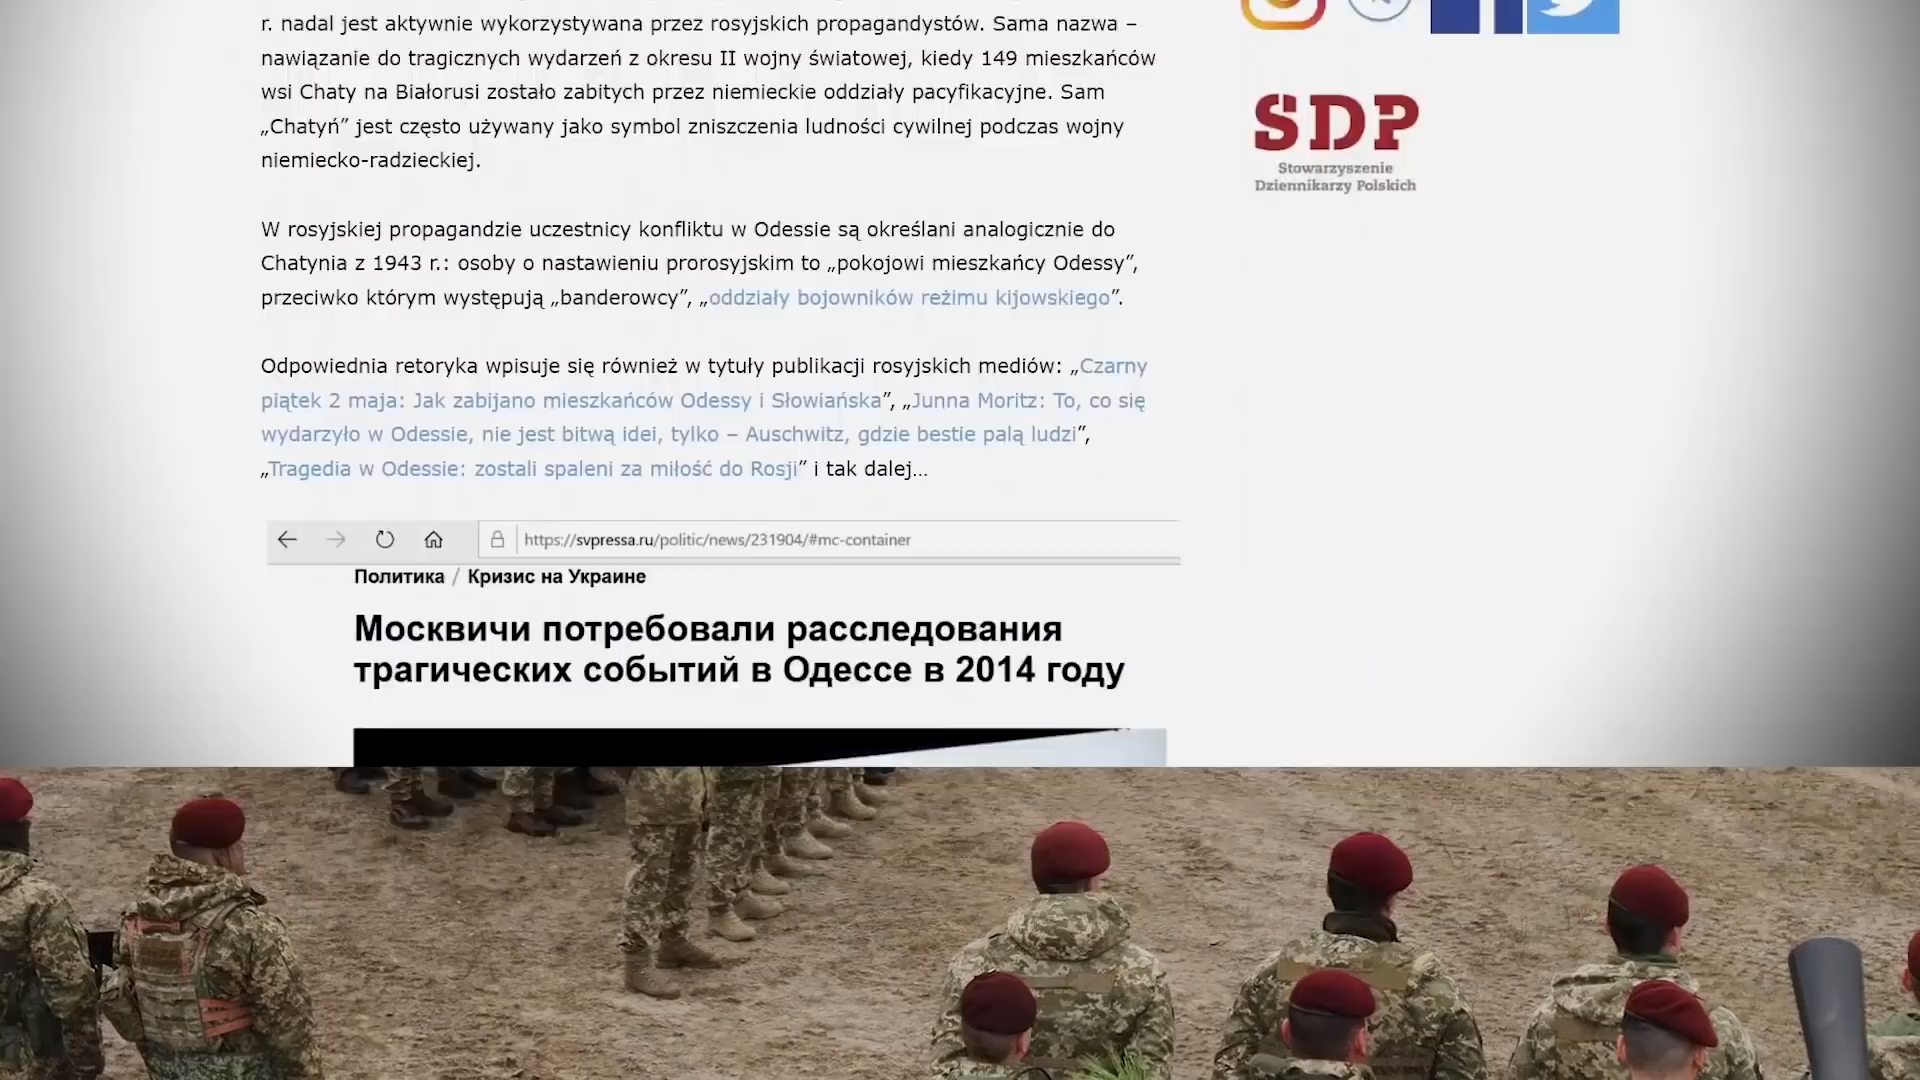 r. nadal jest aktywnie wykorzystywana przez rosyjskich propagandystów. Sama nazwa –
nawiązanie do tragicznych wydarzeń z okresu II wojny światowej, kiedy 149 mieszkańców
wsi Chaty na Białorusi zostało zabitych przez niemieckie oddziały pacyfikacyjne. Sam
„Chatyń” jest często używany jako symbol zniszczenia ludności cywilnej podczas wojny
niemiecko-radzieckiej.
W rosyjskiej propagandzie uczestnicy konfliktu w Odessie są określani analogicznie do
Chatynia z 1943 r.: osoby o nastawieniu prorosyjskim to „pokojowi mieszkańcy Odessy”,
przeciwko którym występują „banderowcy”, „oddziały bojowników reżimu kijowskiego”.
Odpowiednia retoryka wpisuje się również w tytuły publikacji rosyjskich mediów: „Czarny
piątek 2 maja: Jak zabijano mieszkańców Odessy i Słowiańska”, „Junna Moritz: To, co się
wydarzyło w Odessie, nie jest bitwą idei, tylko – Auschwitz, gdzie bestie palą ludzi”,
„Tragedia w Odessie: zostali spaleni za miłość do Rosji” i tak dalej…
https://svpressa.ru/politic/news/231904/#mc-container
Политика / Кризис на Украине
Москвичи потребовали расследования
трагических событий в Одессе в 2014 году
SDP
Stowarzyszenie
Dziennikarzy Polskich